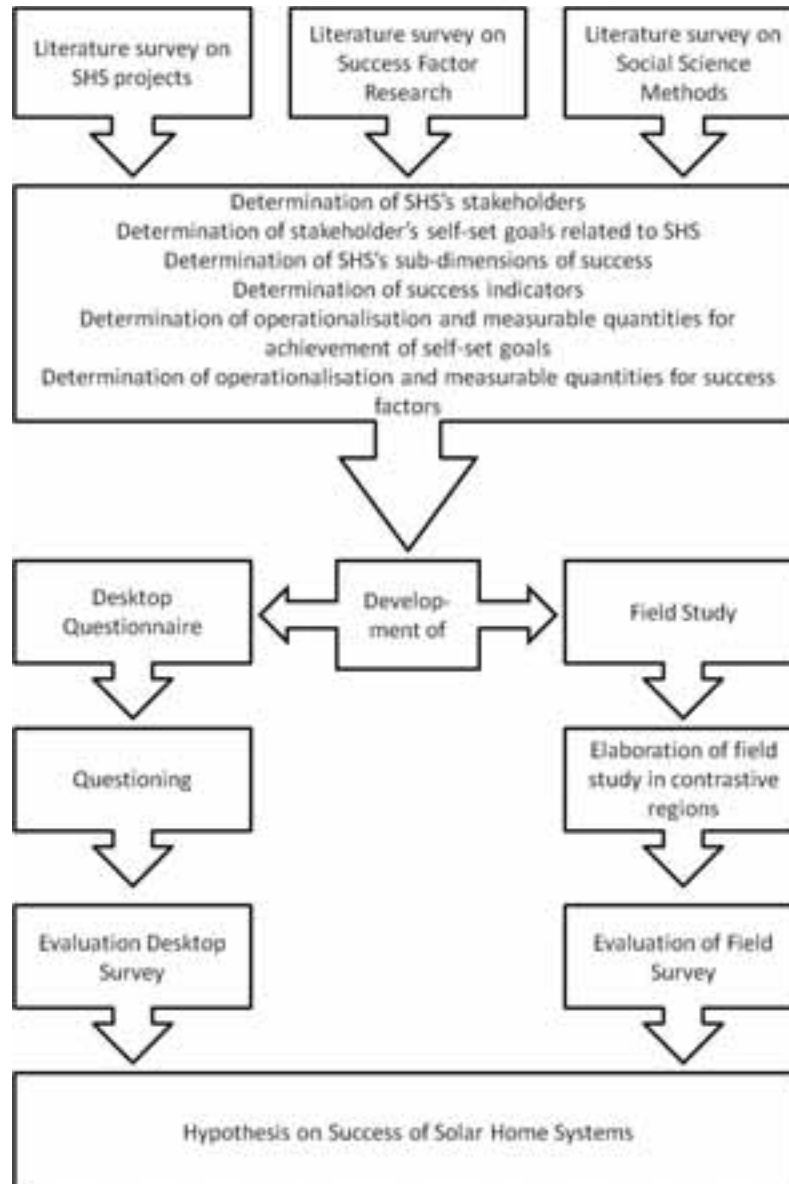 Literature survey on
SHS projects
Literature survey on
Success Factor
Research
Literature survey on
Social Science
Methods
Determination of SHS's stakeholders
Determination of stakeholder's self-set goals related to SHS
Determination of SHS's sub-dimensions of success
Determination of success indicators
Determination of operationalisation and measurable quantities for
achievement of self-set goals
Determination of operationalisation and measurable quantities for success
factors
Desktop
Questionnaire
Develop-
ment of
Field Study
Questioning
Elaboration of field
study in contrastive
regions
Evaluation Desktop
Survey
Evaluation of Field
Survey
Hypothesis on Success of Solar Home Systems